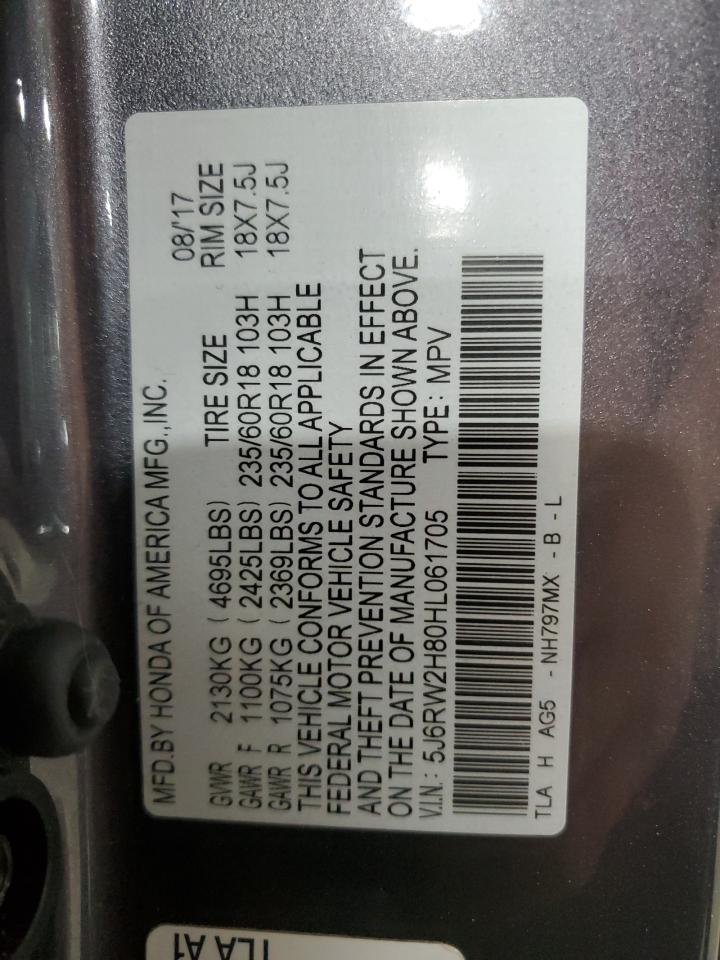 MFD.BY HONDA OF AMERICA MFG.,INC. 08/'17
GVWR 2130KG ( 4695LBS) TIRE SIZE RIM SIZE
GAWR F 1100KG ( 2425LBS) 235/60R18 103H 18X7.5J
GAWR R 1075KG ( 2369LBS) 235/60R18 103H 18X7.5J
THIS VEHICLE CONFORMS TO ALL APPLICABLE
FEDERAL MOTOR VEHICLE SAFETY
AND THEFT PREVENTION STANDARDS IN EFFECT
ON THE DATE OF MANUFACTURE SHOWN ABOVE.
V.I.N.: 5J6RW2H80HL061705 TYPE: MPV
TLA H AG5 - NH797MX - B - L
TLA A1